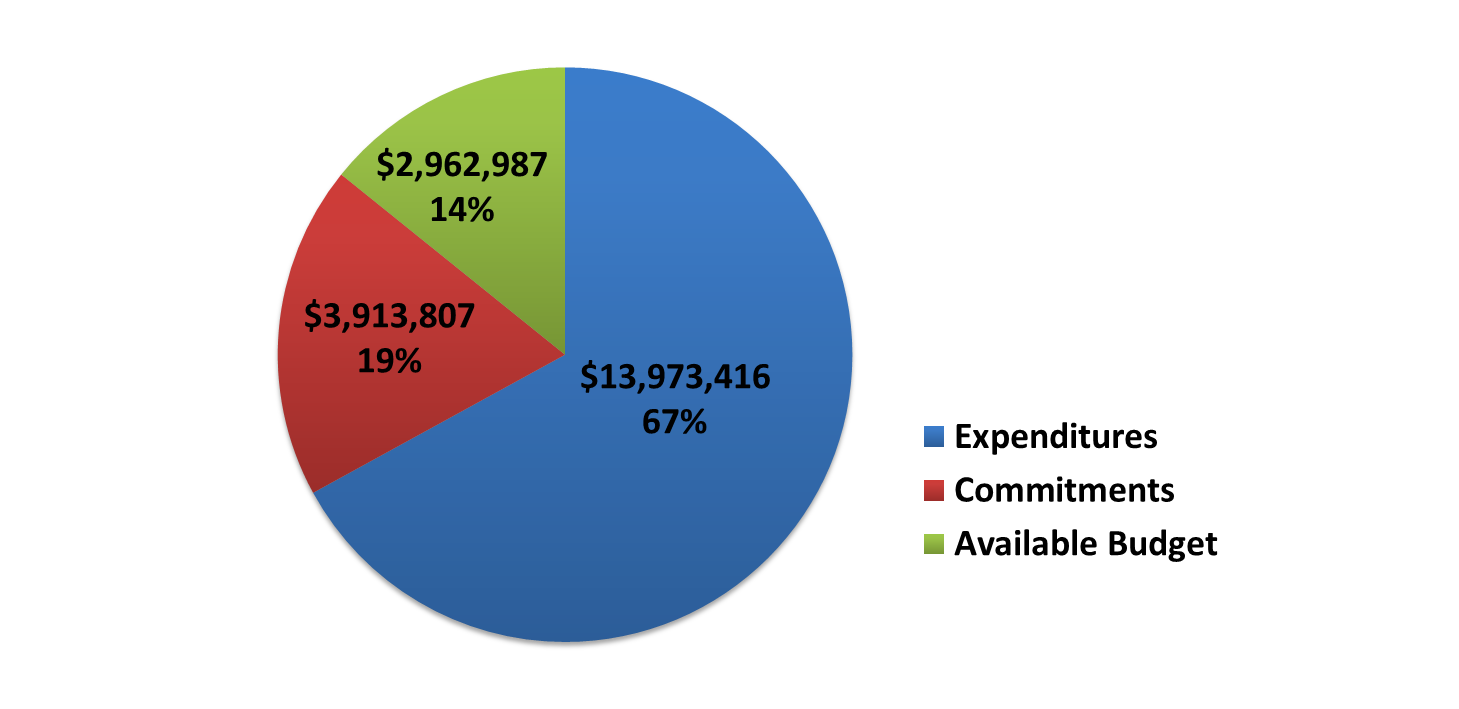 $2,962,987
14%
$3,913,807
19%
$13,973,416
67%
Expenditures
Commitments
Available Budget